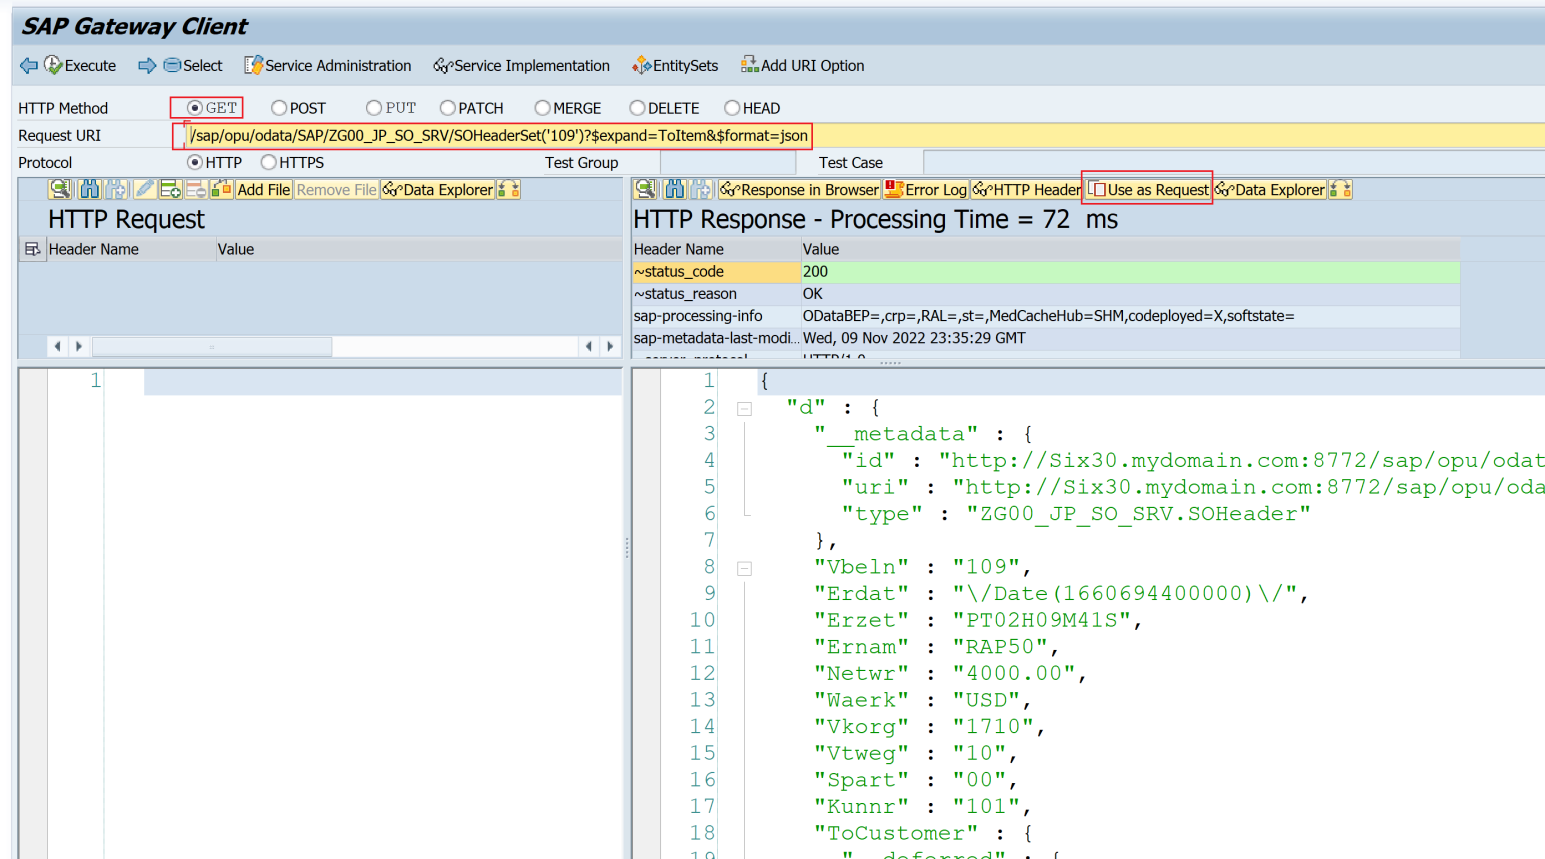 SAP Gateway Client
Execute Select Service Administration Service Implementation EntitySets Add URI Option
HTTP Method GET POST PUT PATCH MERGE DELETE HEAD
Request URI /sap/opu/odata/SAP/ZG00_JP_SO_SRV/SOHeaderSet('109')?$expand=ToItem&$format=json
Protocol HTTP HTTPS Test Group Test Case
Add File Remove File Data Explorer
HTTP Request
Header Name Value
1
Response in Browser Error Log HTTP Header Use as Request Data Explorer
HTTP Response - Processing Time = 72 ms
Header Name Value
~status_code 200
~status_reason OK
sap-processing-info ODataBEP=,crp=,RAL=,st=,MedCacheHub=SHM,codeployed=X,softstate=
sap-metadata-last-modi... Wed, 09 Nov 2022 23:35:29 GMT
~server_protocol HTTP/1.0
1 {
2 "d" : {
3 "__metadata" : {
4 "id" : "http://Six30.mydomain.com:8772/sap/opu/odat
5 "uri" : "http://Six30.mydomain.com:8772/sap/opu/oda
6 "type" : "ZG00_JP_SO_SRV.SOHeader"
7 },
8 "Vbeln" : "109",
9 "Erdat" : "\/Date(1660694400000)\/",
10 "Erzet" : "PT02H09M41S",
11 "Ernam" : "RAP50",
12 "Netwr" : "4000.00",
13 "Waerk" : "USD",
14 "Vkorg" : "1710",
15 "Vtweg" : "10",
16 "Spart" : "00",
17 "Kunnr" : "101",
18 "ToCustomer" : {
19 "__deferred" : {